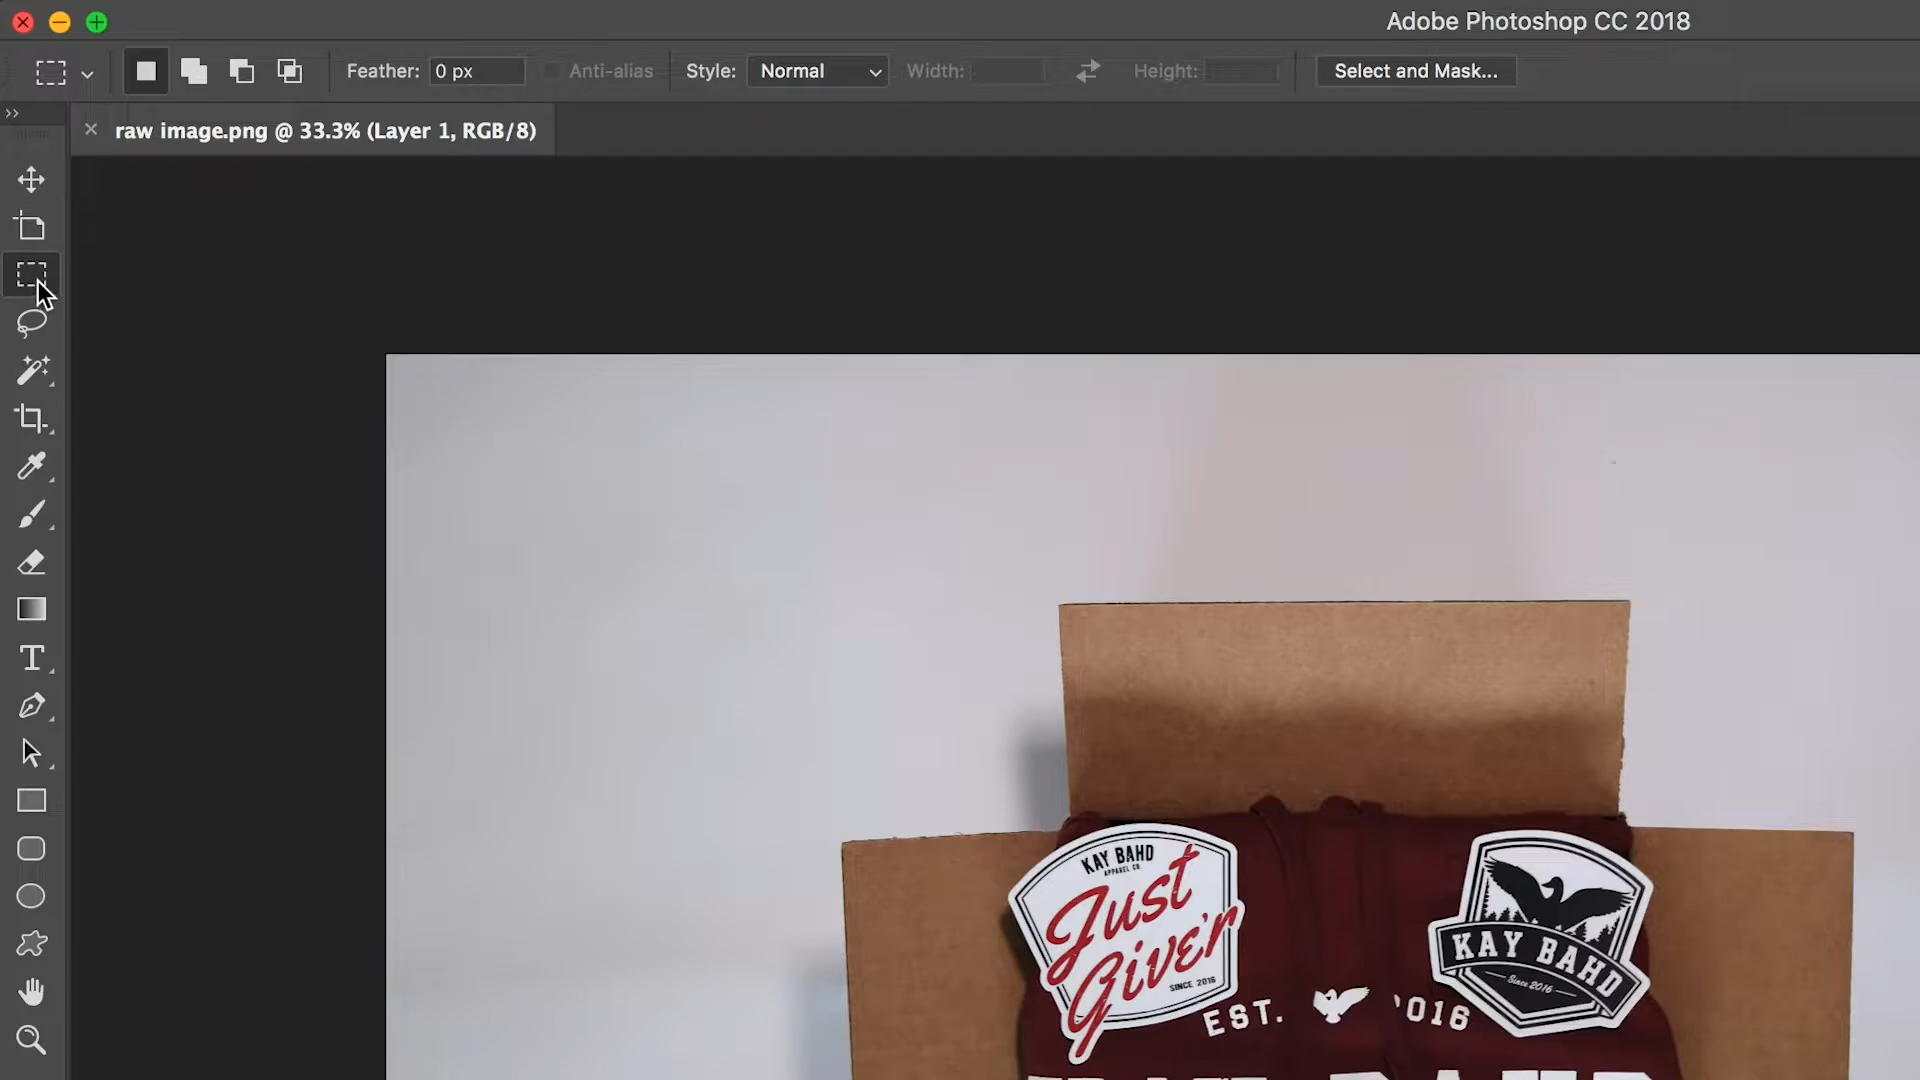 Adobe Photoshop CC 2018
Feather: 0 px Anti-alias Style: Normal Width: Height: Select and Mask...
raw image.png @ 33.3% (Layer 1, RGB/8)
KAY BAHD
APPAREL CO.
Just
Giver
SINCE 2016
KAY BAHD
Since 2016
EST. 2016